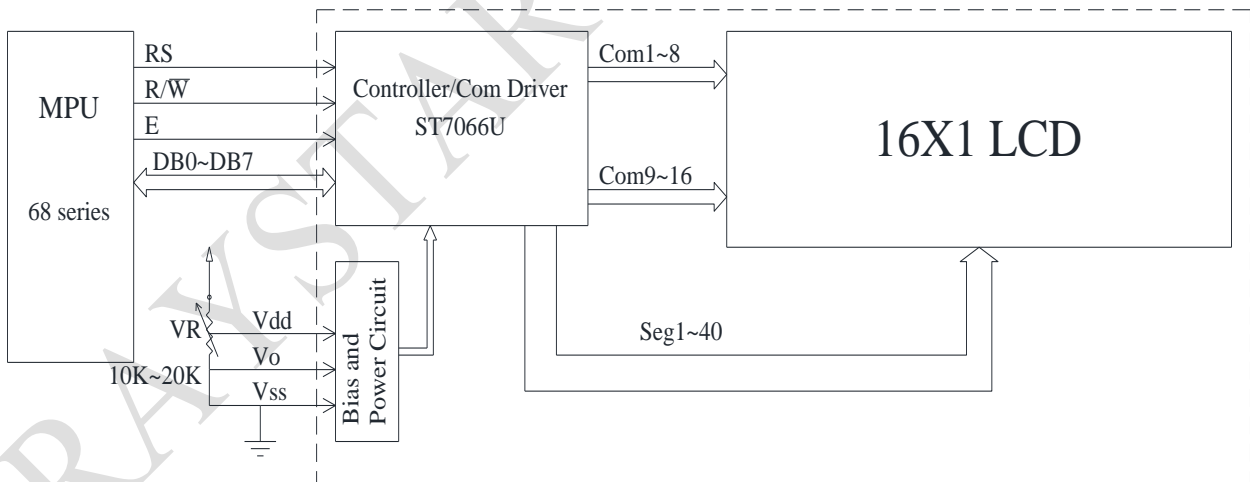 MPU
68 series
RS
R/W̅
E
DB0~DB7
Controller/Com Driver
ST7066U
Com1~8
Com9~16
16X1 LCD
VR
10K~20K
Vdd
Vo
Vss
Bias and
Power Circuit
Seg1~40
RAYSTAR